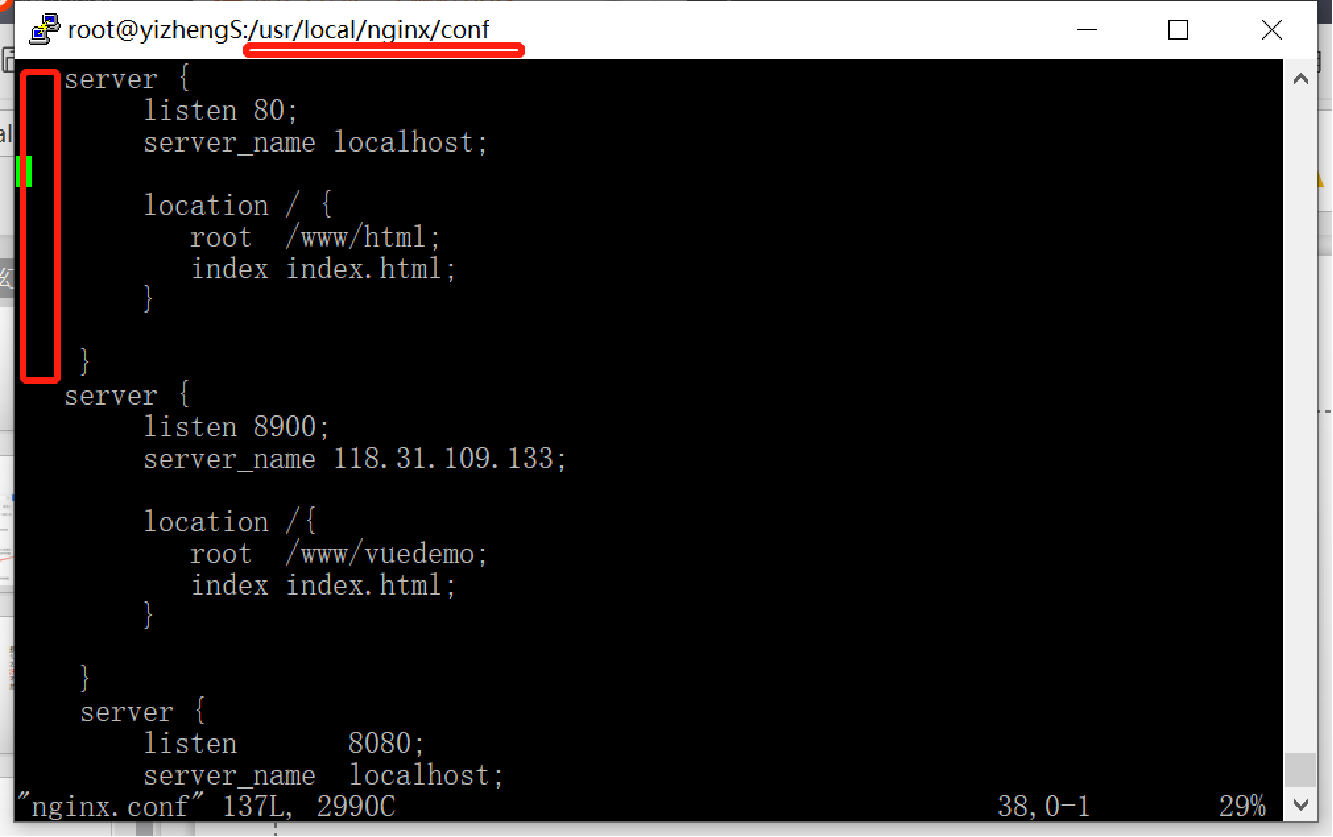 root@yizhengS:/usr/local/nginx/conf
server {
listen 80;
server_name localhost;
location / {
root /www/html;
index index.html;
}
}
server {
listen 8900;
server_name 118.31.109.133;
location /{
root /www/vuedemo;
index index.html;
}
}
server {
listen 8080;
server_name localhost;
"nginx.conf" 137L, 2990C 38,0-1 29%